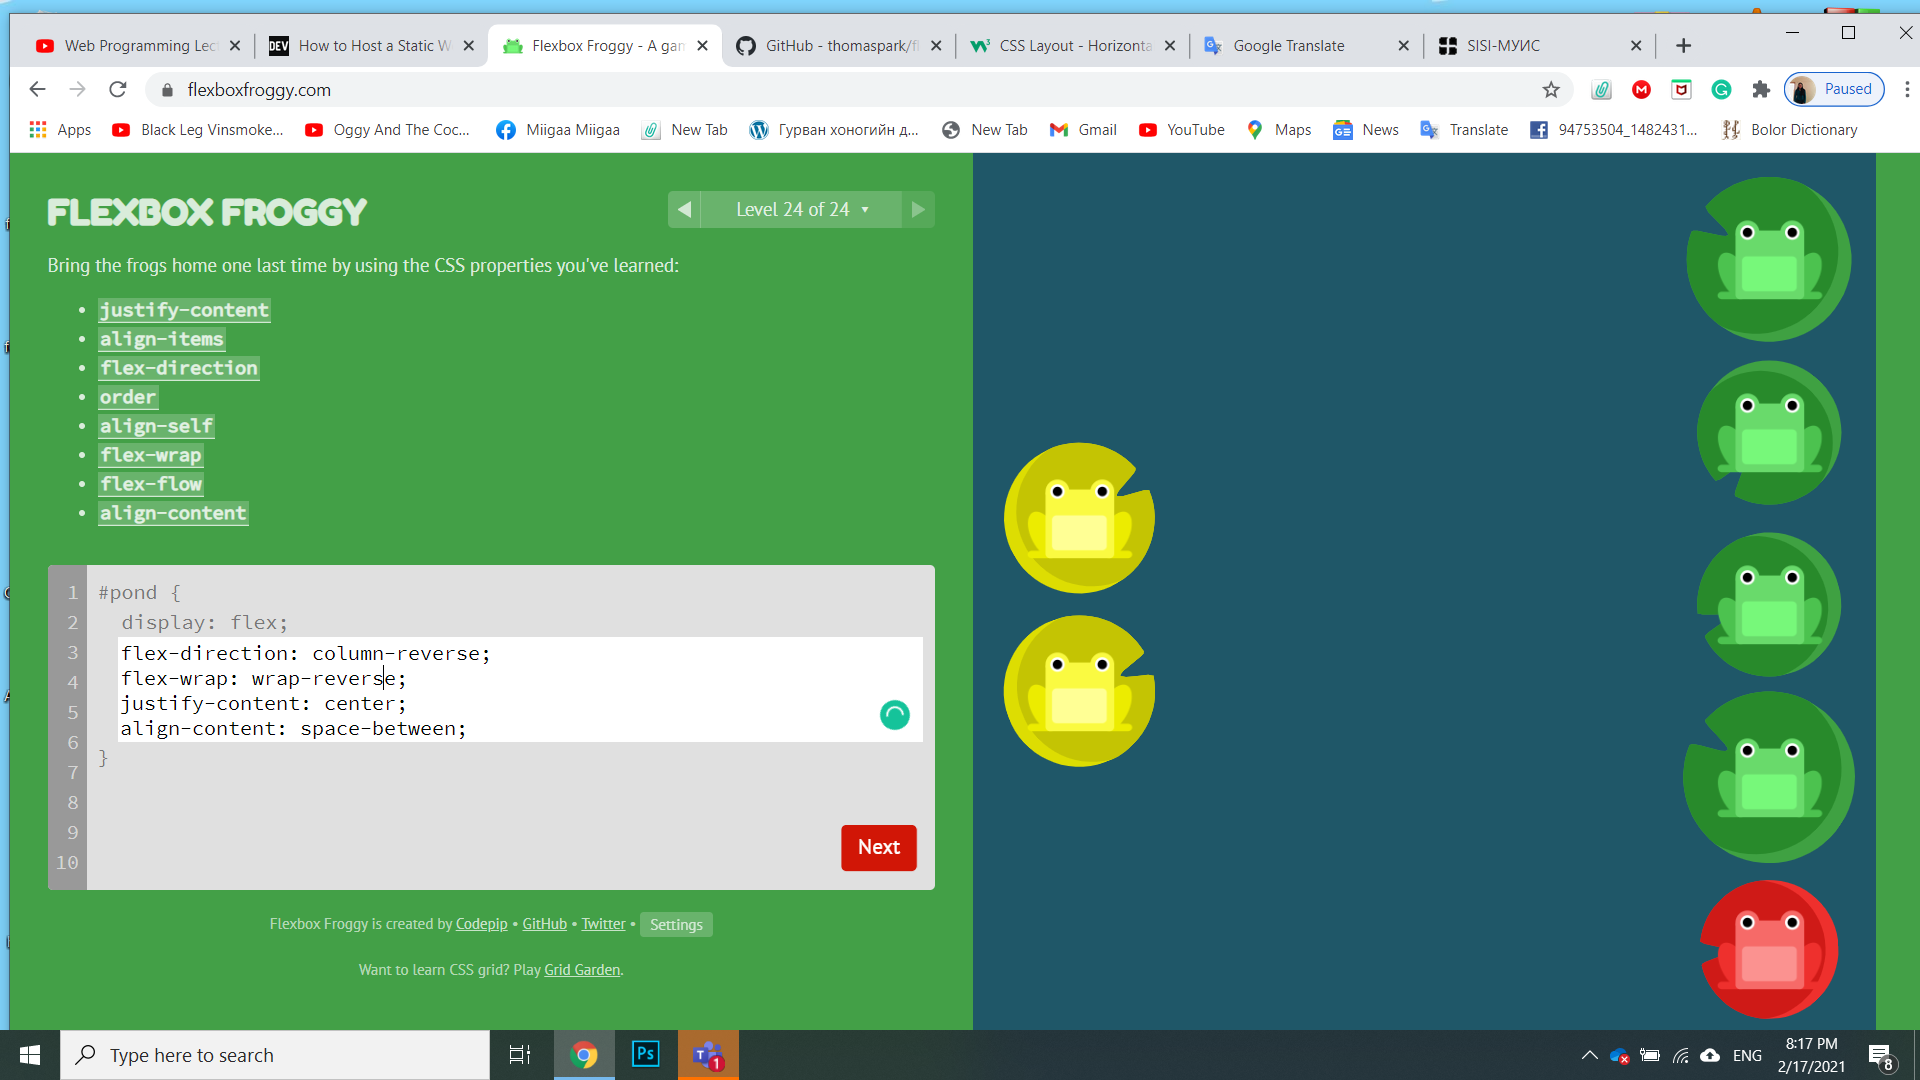 Web Programming Lec
How to Host a Static W
Flexbox Froggy - A gam
GitHub - thomaspark/fl
CSS Layout - Horizonta
Google Translate
SISI-МУИС
flexboxfroggy.com
Paused
Apps
Black Leg Vinsmoke...
Oggy And The Coc...
Miigaa Miigaa
New Tab
Гурван хоногийн д...
New Tab
Gmail
YouTube
Maps
News
Translate
94753504_1482431...
Bolor Dictionary
FLEXBOX FROGGY
Level 24 of 24
Bring the frogs home one last time by using the CSS properties you've learned:
• justify-content
• align-items
• flex-direction
• order
• align-self
• flex-wrap
• flex-flow
• align-content
1 #pond {
2 display: flex;
3 flex-direction: column-reverse;
4 flex-wrap: wrap-reverse;
5 justify-content: center;
6 align-content: space-between;
7 }
8
9
10
Next
Flexbox Froggy is created by Codepip • GitHub • Twitter • Settings
Want to learn CSS grid? Play Grid Garden.
Type here to search
Ps
1
ENG
8:17 PM
2/17/2021
8